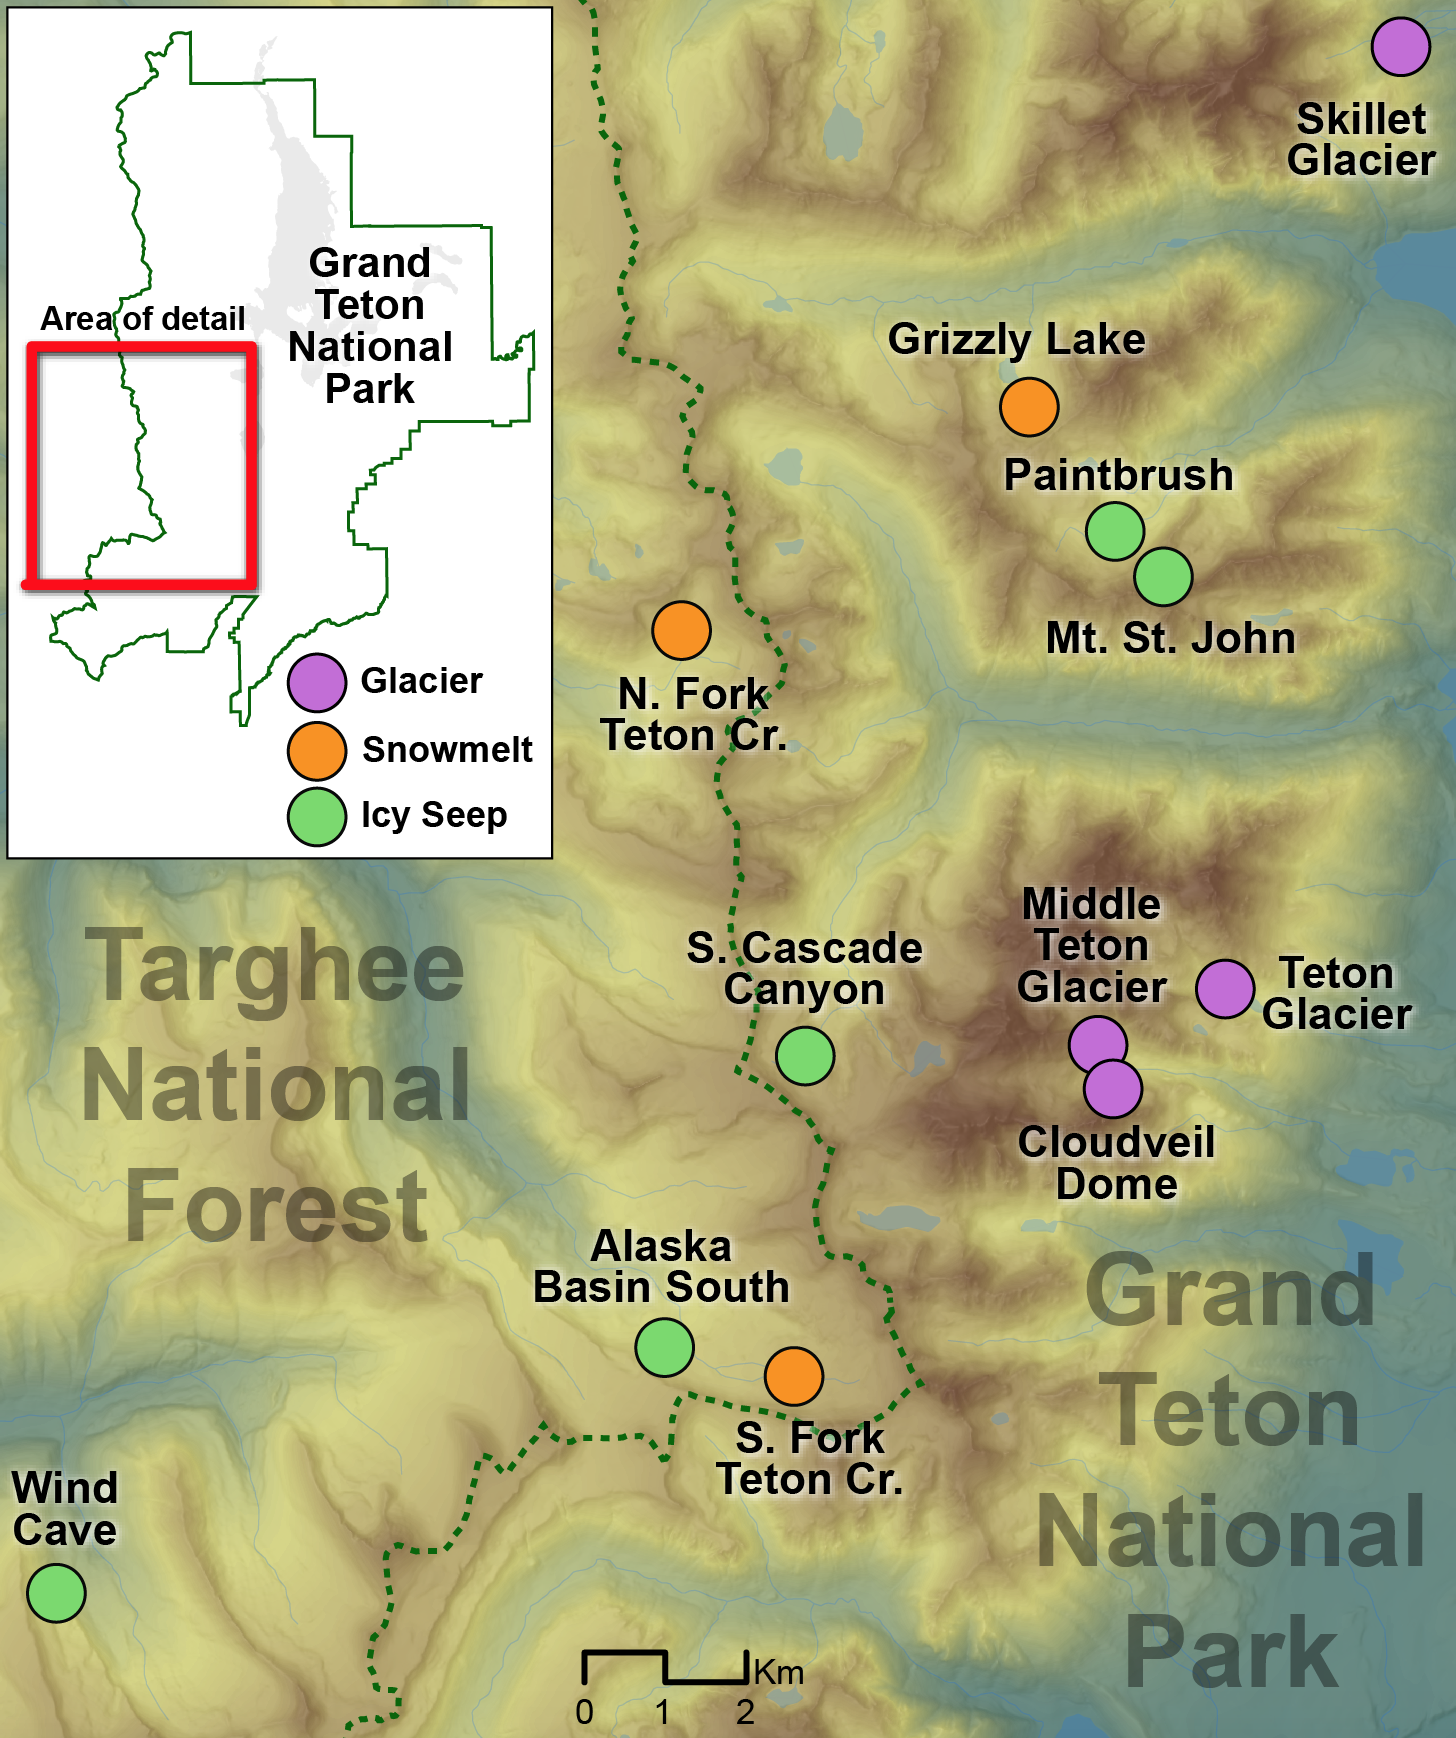 Skillet
Glacier
Grand
Teton
National
Park
Area of detail
Grizzly Lake
Paintbrush
Mt. St. John
Glacier
Snowmelt
Icy Seep
N. Fork
Teton Cr.
Targhee
National
Forest
S. Cascade
Canyon
Middle
Teton
Glacier
Teton
Glacier
Cloudveil
Dome
Alaska
Basin South
S. Fork
Teton Cr.
Grand
Teton
National
Park
Wind
Cave
Km
0 1 2